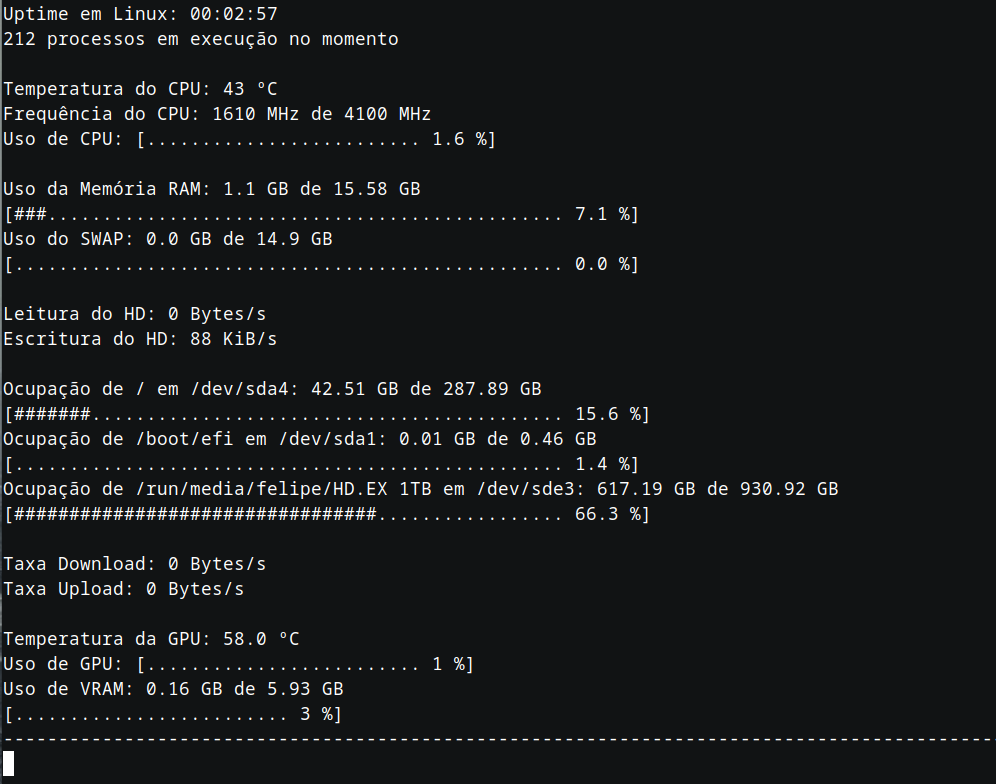 Uptime em Linux: 00:02:57
212 processos em execução no momento
Temperatura do CPU: 43 °C
Frequência do CPU: 1610 MHz de 4100 MHz
Uso de CPU: [......................... 1.6 %]
Uso da Memória RAM: 1.1 GB de 15.58 GB
[###............................................... 7.1 %]
Uso do SWAP: 0.0 GB de 14.9 GB
[.................................................. 0.0 %]
Leitura do HD: 0 Bytes/s
Escritura do HD: 88 KiB/s
Ocupação de / em /dev/sda4: 42.51 GB de 287.89 GB
[#######........................................... 15.6 %]
Ocupação de /boot/efi em /dev/sda1: 0.01 GB de 0.46 GB
[.................................................. 1.4 %]
Ocupação de /run/media/felipe/HD.EX 1TB em /dev/sde3: 617.19 GB de 930.92 GB
[#################################................. 66.3 %]
Taxa Download: 0 Bytes/s
Taxa Upload: 0 Bytes/s
Temperatura da GPU: 58.0 °C
Uso de GPU: [......................... 1 %]
Uso de VRAM: 0.16 GB de 5.93 GB
[......................... 3 %]
------------------------------------------------------------------------------------------